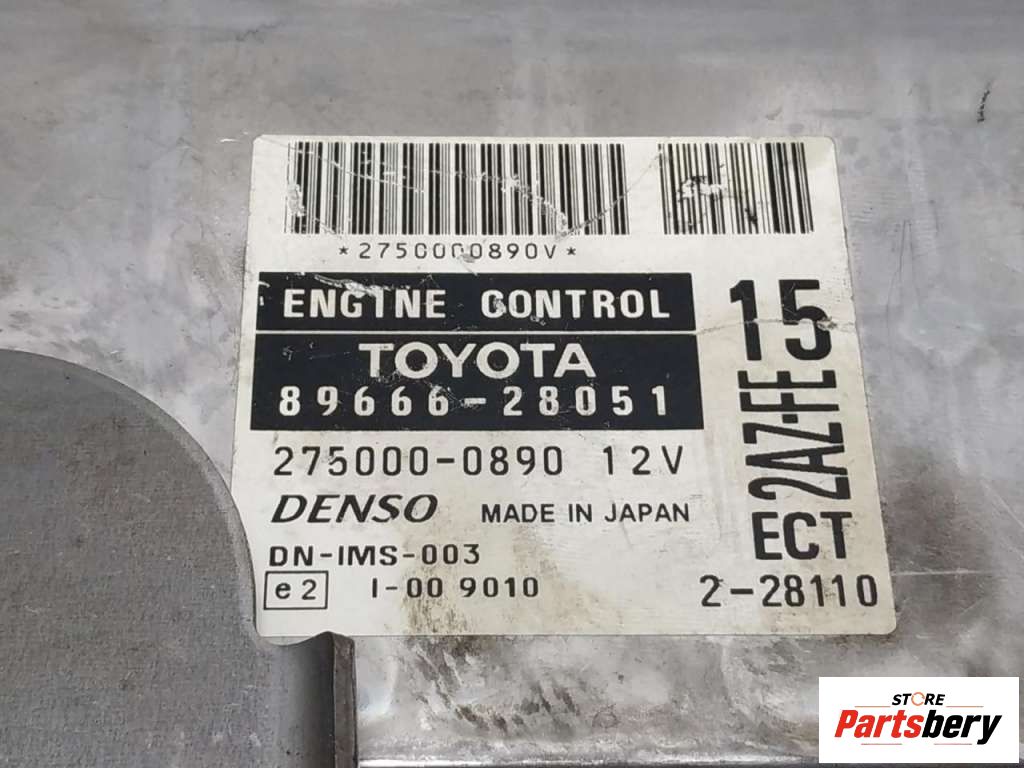 *2750000890V*
ENGINE CONTROL
TOYOTA
89666-28051
275000-0890 12V
DENSO MADE IN JAPAN
DN-IMS-003
e2 I-00 9010
15
2AZ-FE
ECT
2-28110
STORE
Partsbery